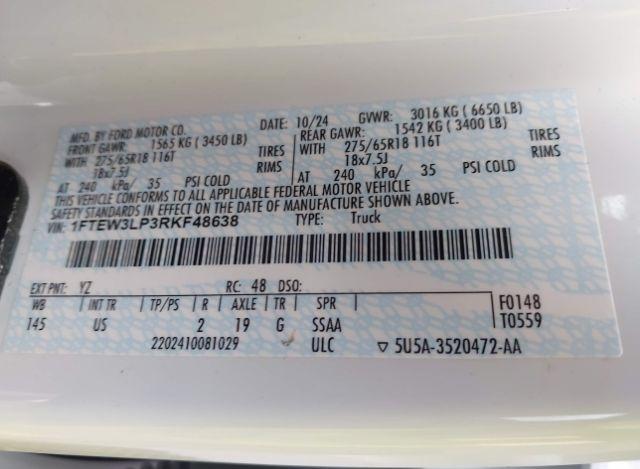 MFD. BY FORD MOTOR CO. DATE: 10/24 GVWR: 3016 KG ( 6650 LB)
FRONT GAWR: 1565 KG ( 3450 LB) REAR GAWR: 1542 KG ( 3400 LB)
WITH 275/65R18 116T TIRES WITH 275/65R18 116T TIRES
18x7.5J RIMS 18x7.5J RIMS
AT 240 kPa/ 35 PSI COLD AT 240 kPa/ 35 PSI COLD
THIS VEHICLE CONFORMS TO ALL APPLICABLE FEDERAL MOTOR VEHICLE
SAFETY STANDARDS IN EFFECT ON THE DATE OF MANUFACTURE SHOWN ABOVE.
VIN: 1FTEW3LP3RKF48638 TYPE: Truck
EXT PNT: YZ RC: 48 DSO:
WB INT TR TP/PS R AXLE TR SPR F0148
145 US 2 19 G SSAA T0559
2202410081029 ULC ▽ 5U5A-3520472-AA